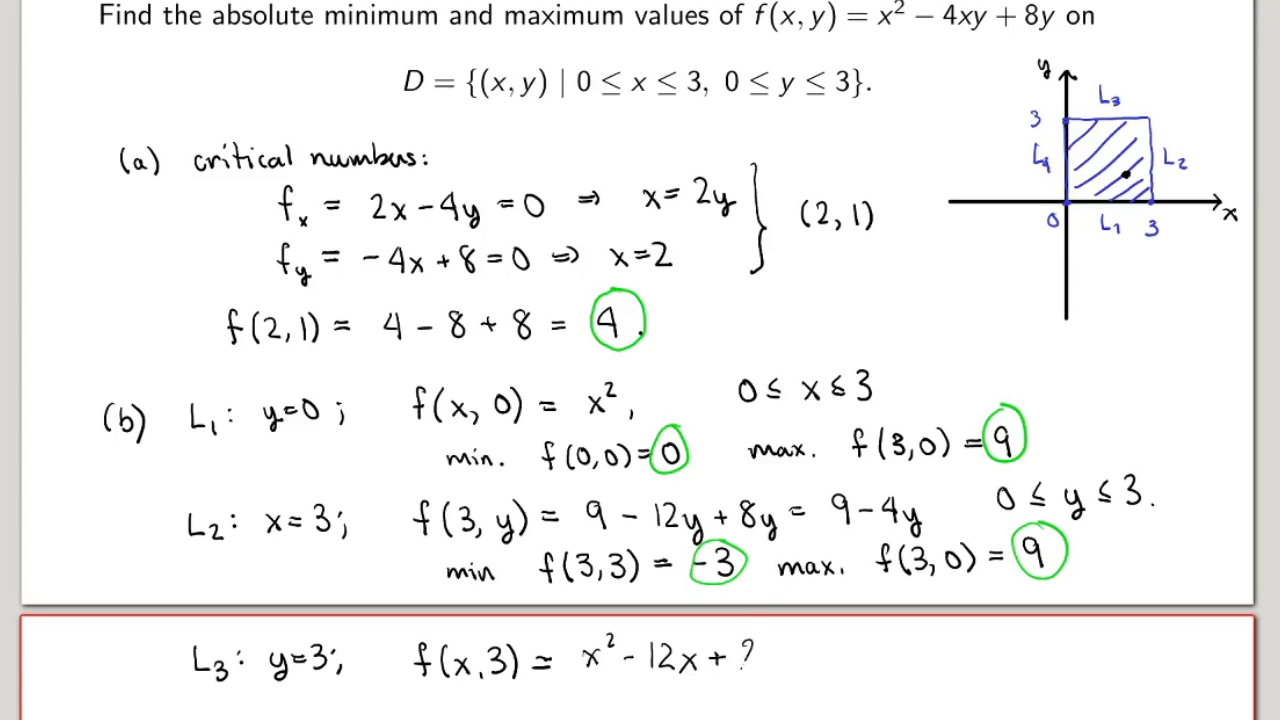 Find the absolute minimum and maximum values of f(x, y) = x² − 4xy + 8y on
D = {(x, y) | 0 ≤ x ≤ 3, 0 ≤ y ≤ 3}.
y
L₃
3
L₄
L₂
0
L₁
3
x
(a) critical numbers:
fₓ = 2x − 4y = 0 ⇒ x = 2y
(2, 1)
f_y = − 4x + 8 = 0 ⇒ x = 2
f(2, 1) = 4 − 8 + 8 = 4.
(b) L₁: y=0; f(x, 0) = x², 0 ≤ x ≤ 3
min. f(0,0) = 0 max. f(3,0) = 9
L₂: x=3; f(3, y) = 9 − 12y + 8y = 9 − 4y 0 ≤ y ≤ 3.
min f(3,3) = −3 max. f(3, 0) = 9
L₃: y=3; f(x,3) = x² − 12x + ?